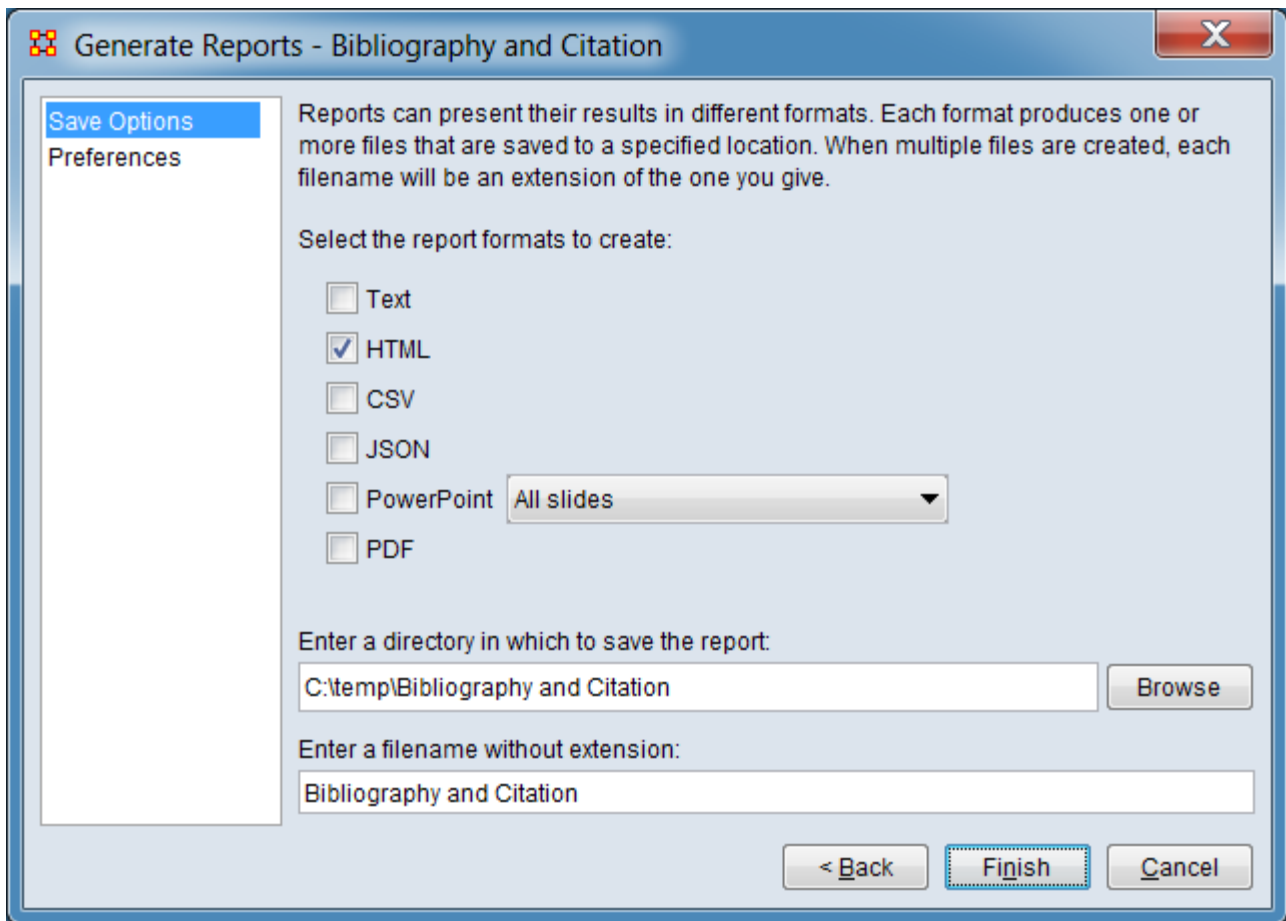 Generate Reports - Bibliography and Citation
Save Options
Preferences
Reports can present their results in different formats. Each format produces one or
more files that are saved to a specified location. When multiple files are created, each
filename will be an extension of the one you give.
Select the report formats to create:
Text
HTML
CSV
JSON
PowerPoint All slides
PDF
Enter a directory in which to save the report:
C:\temp\Bibliography and Citation Browse
Enter a filename without extension:
Bibliography and Citation
< Back Finish Cancel